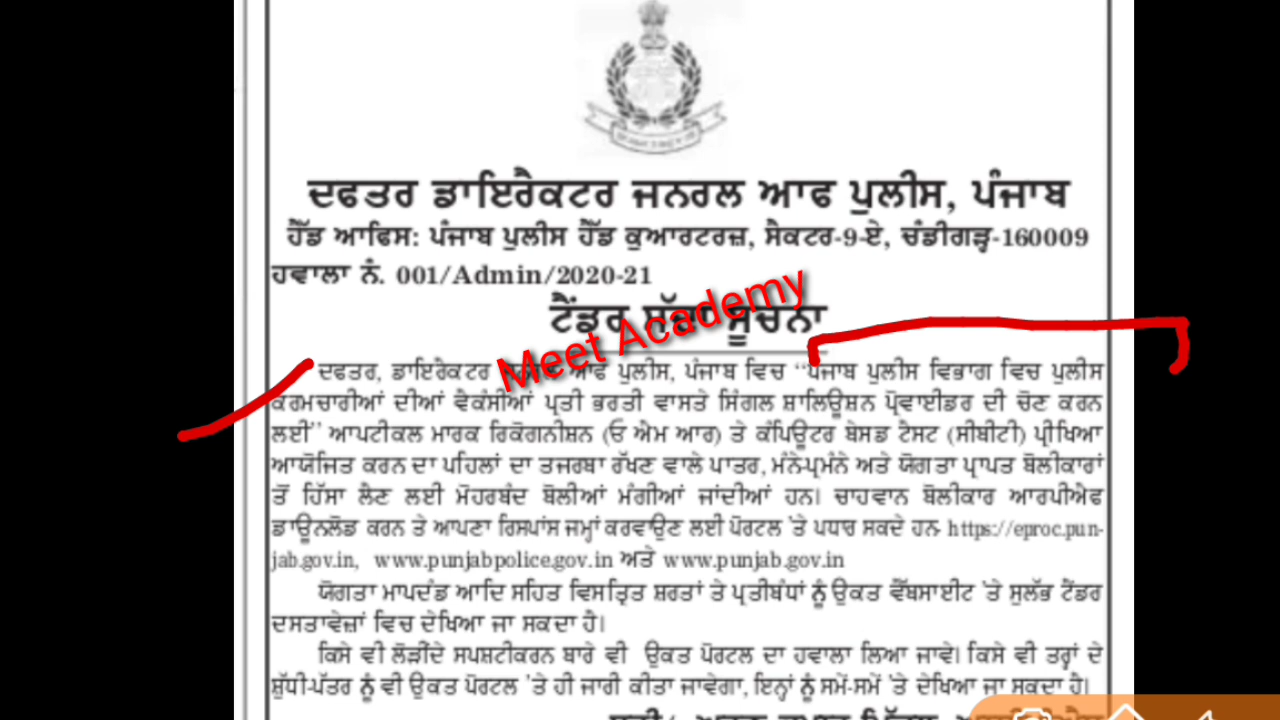 ਦਫਤਰ ਡਾਇਰੈਕਟਰ ਜਨਰਲ ਆਫ ਪੁਲੀਸ, ਪੰਜਾਬ
ਹੈੱਡ ਆਫਿਸ: ਪੰਜਾਬ ਪੁਲੀਸ ਹੈੱਡ ਕੁਆਰਟਰਜ਼, ਸੈਕਟਰ-9-ਏ, ਚੰਡੀਗੜ੍ਹ-160009
ਹਵਾਲਾ ਨੰ. 001/Admin/2020-21
ਟੈਂਡਰ ਸੱਦਾ ਸੂਚਨਾ
Meet Academy
ਦਫਤਰ, ਡਾਇਰੈਕਟਰ ਆਫ ਪੁਲੀਸ, ਪੰਜਾਬ ਵਿਚ ‘‘ਪੰਜਾਬ ਪੁਲੀਸ ਵਿਭਾਗ ਵਿਚ ਪੁਲੀਸ
ਕਰਮਚਾਰੀਆਂ ਦੀਆਂ ਵੈਕੰਸੀਆਂ ਪ੍ਰਤੀ ਭਰਤੀ ਵਾਸਤੇ ਸਿੰਗਲ ਸ਼ਾਲਿਊਸ਼ਨ ਪ੍ਰੋਵਾਈਡਰ ਦੀ ਚੋਣ ਕਰਨ
ਲਈ’’ ਆਪਟੀਕਲ ਮਾਰਕ ਰਿਕੋਗਨੀਸ਼ਨ (ਓ ਐਮ ਆਰ) ਤੇ ਕੰਪਿਊਟਰ ਬੇਸਡ ਟੈਸਟ (ਸੀਬੀਟੀ) ਪ੍ਰੀਖਿਆ
ਆਯੋਜਿਤ ਕਰਨ ਦਾ ਪਹਿਲਾਂ ਦਾ ਤਜਰਬਾ ਰੱਖਣ ਵਾਲੇ ਪਾਤਰ, ਮੰਨੇਪ੍ਰਮੰਨੇ ਅਤੇ ਯੋਗਤਾ ਪ੍ਰਾਪਤ ਬੋਲੀਕਾਰਾਂ
ਤੋਂ ਹਿੱਸਾ ਲੈਣ ਲਈ ਮੋਹਰਬੰਦ ਬੋਲੀਆਂ ਮੰਗੀਆਂ ਜਾਂਦੀਆਂ ਹਨ। ਚਾਹਵਾਨ ਬੋਲੀਕਾਰ ਆਰਪੀਐਫ
ਡਾਊਨਲੋਡ ਕਰਨ ਤੇ ਆਪਣਾ ਰਿਸਪਾਂਸ ਜਮ੍ਹਾਂ ਕਰਵਾਉਣ ਲਈ ਪੋਰਟਲ 'ਤੇ ਪਧਾਰ ਸਕਦੇ ਹਨ- https://eproc.pun-
jab.gov.in, www.punjabpolice.gov.in ਅਤੇ www.punjab.gov.in
ਯੋਗਤਾ ਮਾਪਦੰਡ ਆਦਿ ਸਹਿਤ ਵਿਸਤ੍ਰਿਤ ਸ਼ਰਤਾਂ ਤੇ ਪ੍ਰਤੀਬੰਧਾਂ ਨੂੰ ਉਕਤ ਵੈੱਬਸਾਈਟ 'ਤੇ ਸੁਲੱਭ ਟੈਂਡਰ
ਦਸਤਾਵੇਜ਼ਾਂ ਵਿਚ ਦੇਖਿਆ ਜਾ ਸਕਦਾ ਹੈ।
ਕਿਸੇ ਵੀ ਲੋੜੀਂਦੇ ਸਪਸ਼ਟੀਕਰਨ ਬਾਰੇ ਵੀ ਉਕਤ ਪੋਰਟਲ ਦਾ ਹਵਾਲਾ ਲਿਆ ਜਾਵੇ। ਕਿਸੇ ਵੀ ਤਰ੍ਹਾਂ ਦੇ
ਸ਼ੁੱਧੀ-ਪੱਤਰ ਨੂੰ ਵੀ ਉਕਤ ਪੋਰਟਲ 'ਤੇ ਹੀ ਜਾਰੀ ਕੀਤਾ ਜਾਵੇਗਾ, ਇਨ੍ਹਾਂ ਨੂੰ ਸਮੇਂ-ਸਮੇਂ 'ਤੇ ਦੇਖਿਆ ਜਾ ਸਕਦਾ ਹੈ।